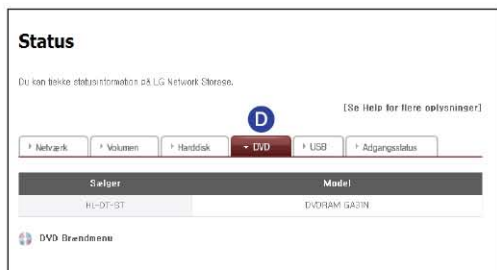 Status
Du kan tjekke statusinformation på LG Network Storage.
[Se Help for flere oplysninger]
D
Netværk Volumen Harddisk DVD USB Adgangsstatus
Sælger Model
HL-DT-ST DVDRAM GA31N
DVD Brændmenu